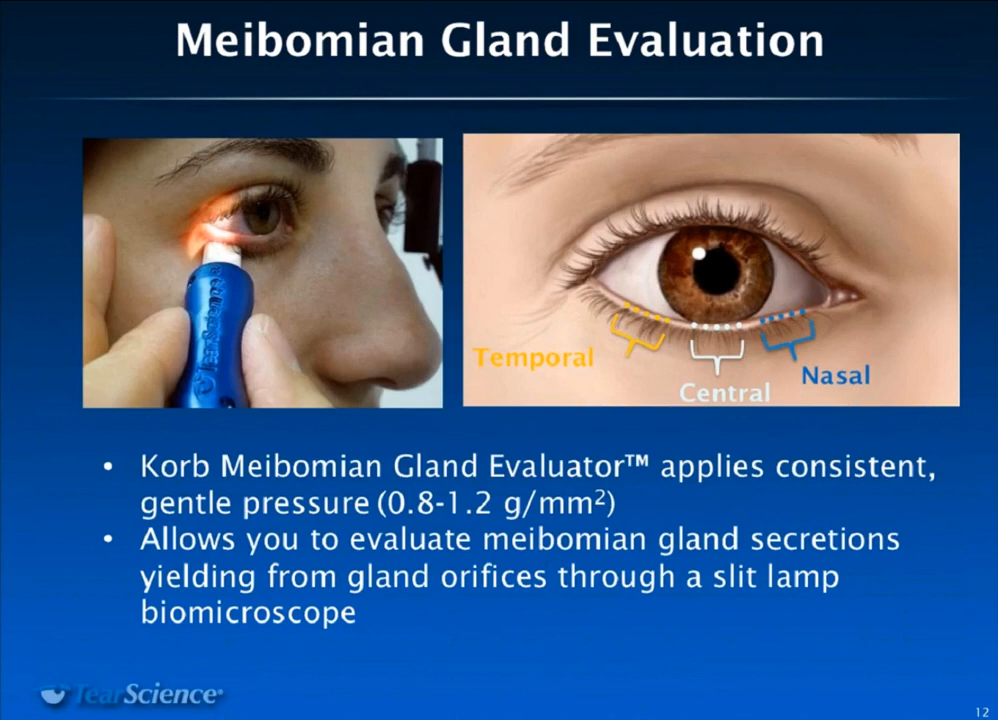 Meibomian Gland Evaluation
TearScience
Temporal
Central
Nasal
• Korb Meibomian Gland Evaluator™ applies consistent,
gentle pressure (0.8-1.2 g/mm²)
• Allows you to evaluate meibomian gland secretions
yielding from gland orifices through a slit lamp
biomicroscope
TearScience®
12